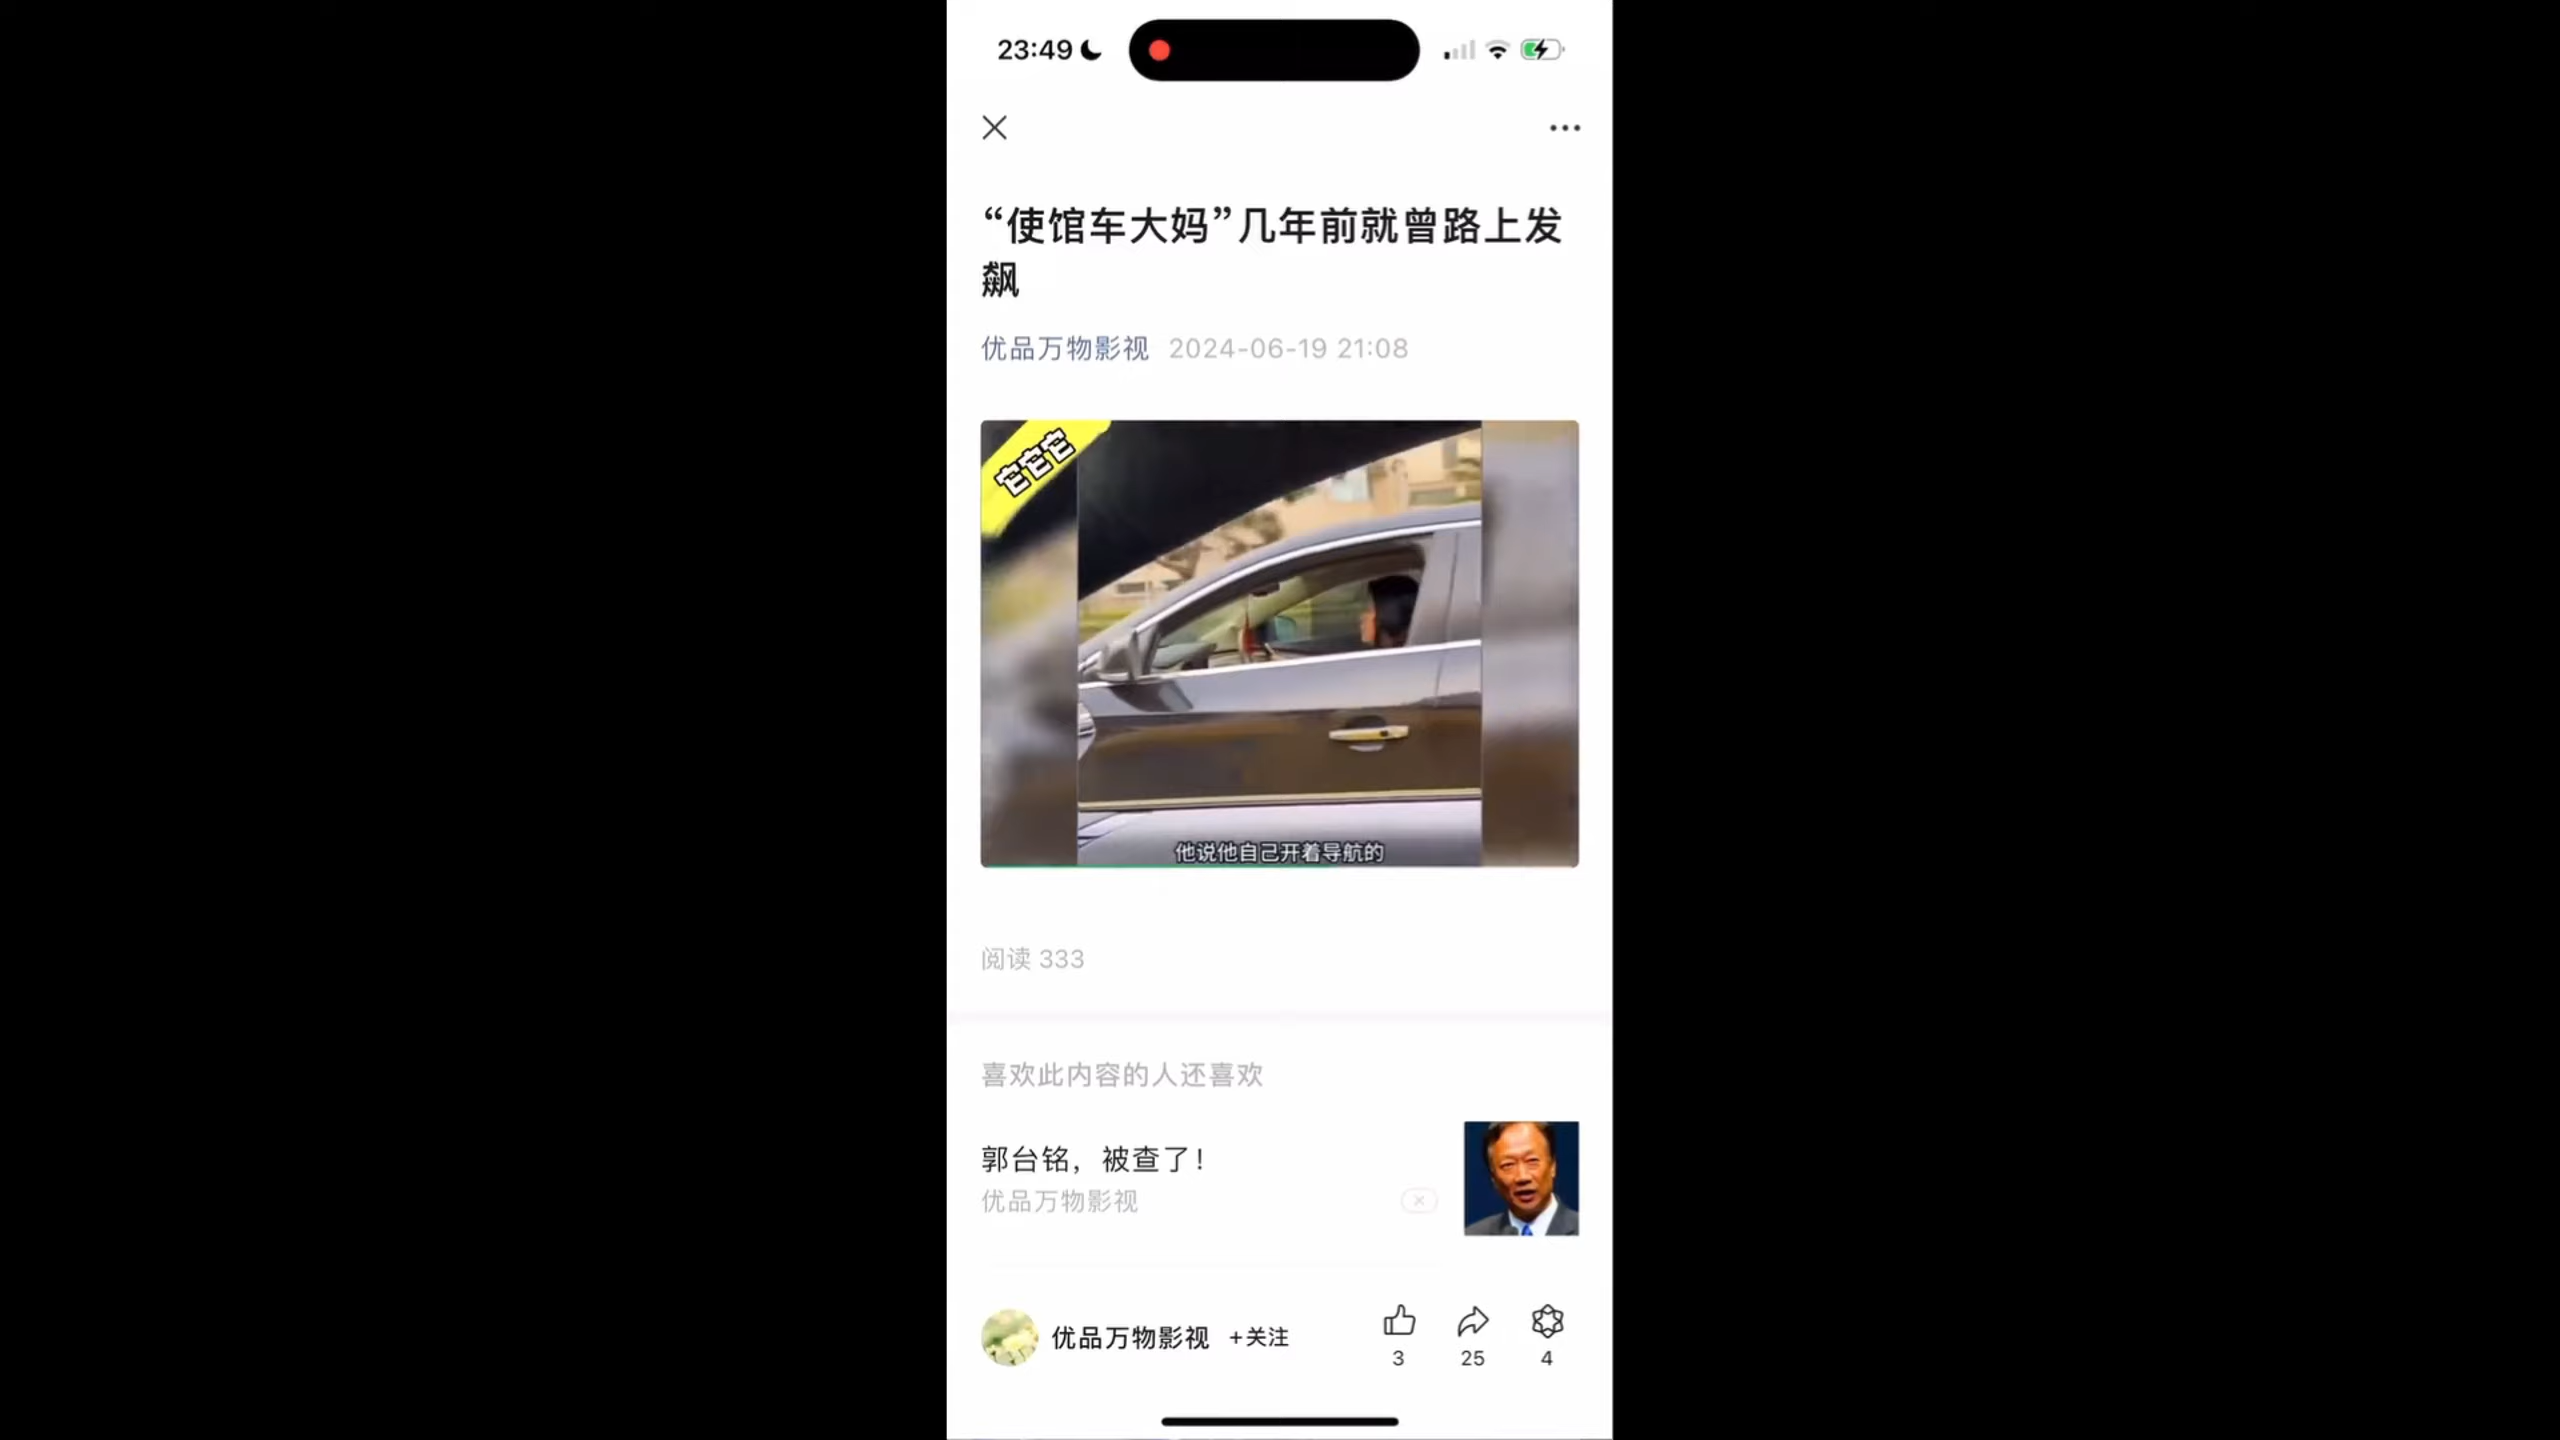 23:49
“使馆车大妈”几年前就曾路上发
飙
优品万物影视 2024-06-19 21:08
它它它
他说他自己开着导航的
阅读 333
喜欢此内容的人还喜欢
郭台铭，被查了！
优品万物影视
优品万物影视 +关注
3 25 4